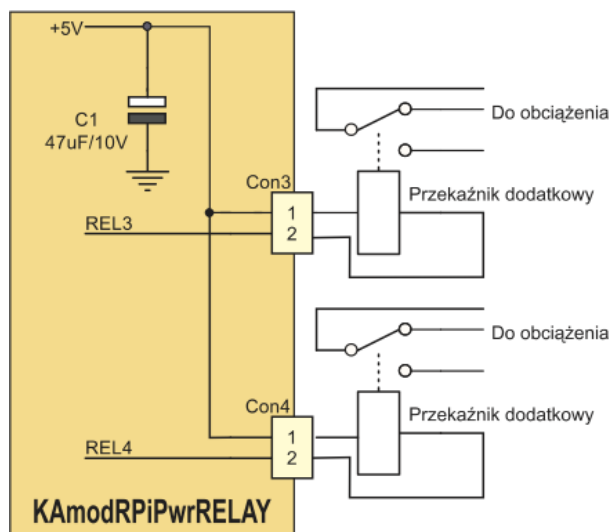 +5V
C1
47uF/10V
Do obciążenia
Con3
1
2
Przekaźnik dodatkowy
REL3
Do obciążenia
Con4
1
2
Przekaźnik dodatkowy
REL4
KAmodRPiPwrRELAY